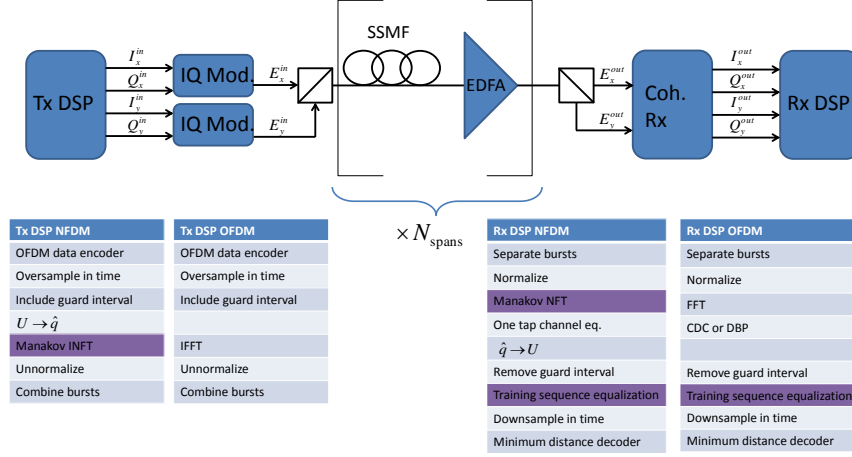 SSMF
EDFA
Tx DSP
I_x^{in}
Q_x^{in}
I_y^{in}
Q_y^{in}
IQ Mod.
IQ Mod.
E_x^{in}
E_y^{in}
E_x^{out}
E_y^{out}
Coh.
Rx
I_x^{out}
Q_x^{out}
I_y^{out}
Q_y^{out}
Rx DSP
× N_{spans}
Tx DSP NFDM
OFDM data encoder
Oversample in time
Include guard interval
U → \hat{q}
Manakov INFT
Unnormalize
Combine bursts
Tx DSP OFDM
OFDM data encoder
Oversample in time
Include guard interval
IFFT
Unnormalize
Combine bursts
Rx DSP NFDM
Separate bursts
Normalize
Manakov NFT
One tap channel eq.
\hat{q} → U
Remove guard interval
Training sequence equalization
Downsample in time
Minimum distance decoder
Rx DSP OFDM
Separate bursts
Normalize
FFT
CDC or DBP
Remove guard interval
Training sequence equalization
Downsample in time
Minimum distance decoder